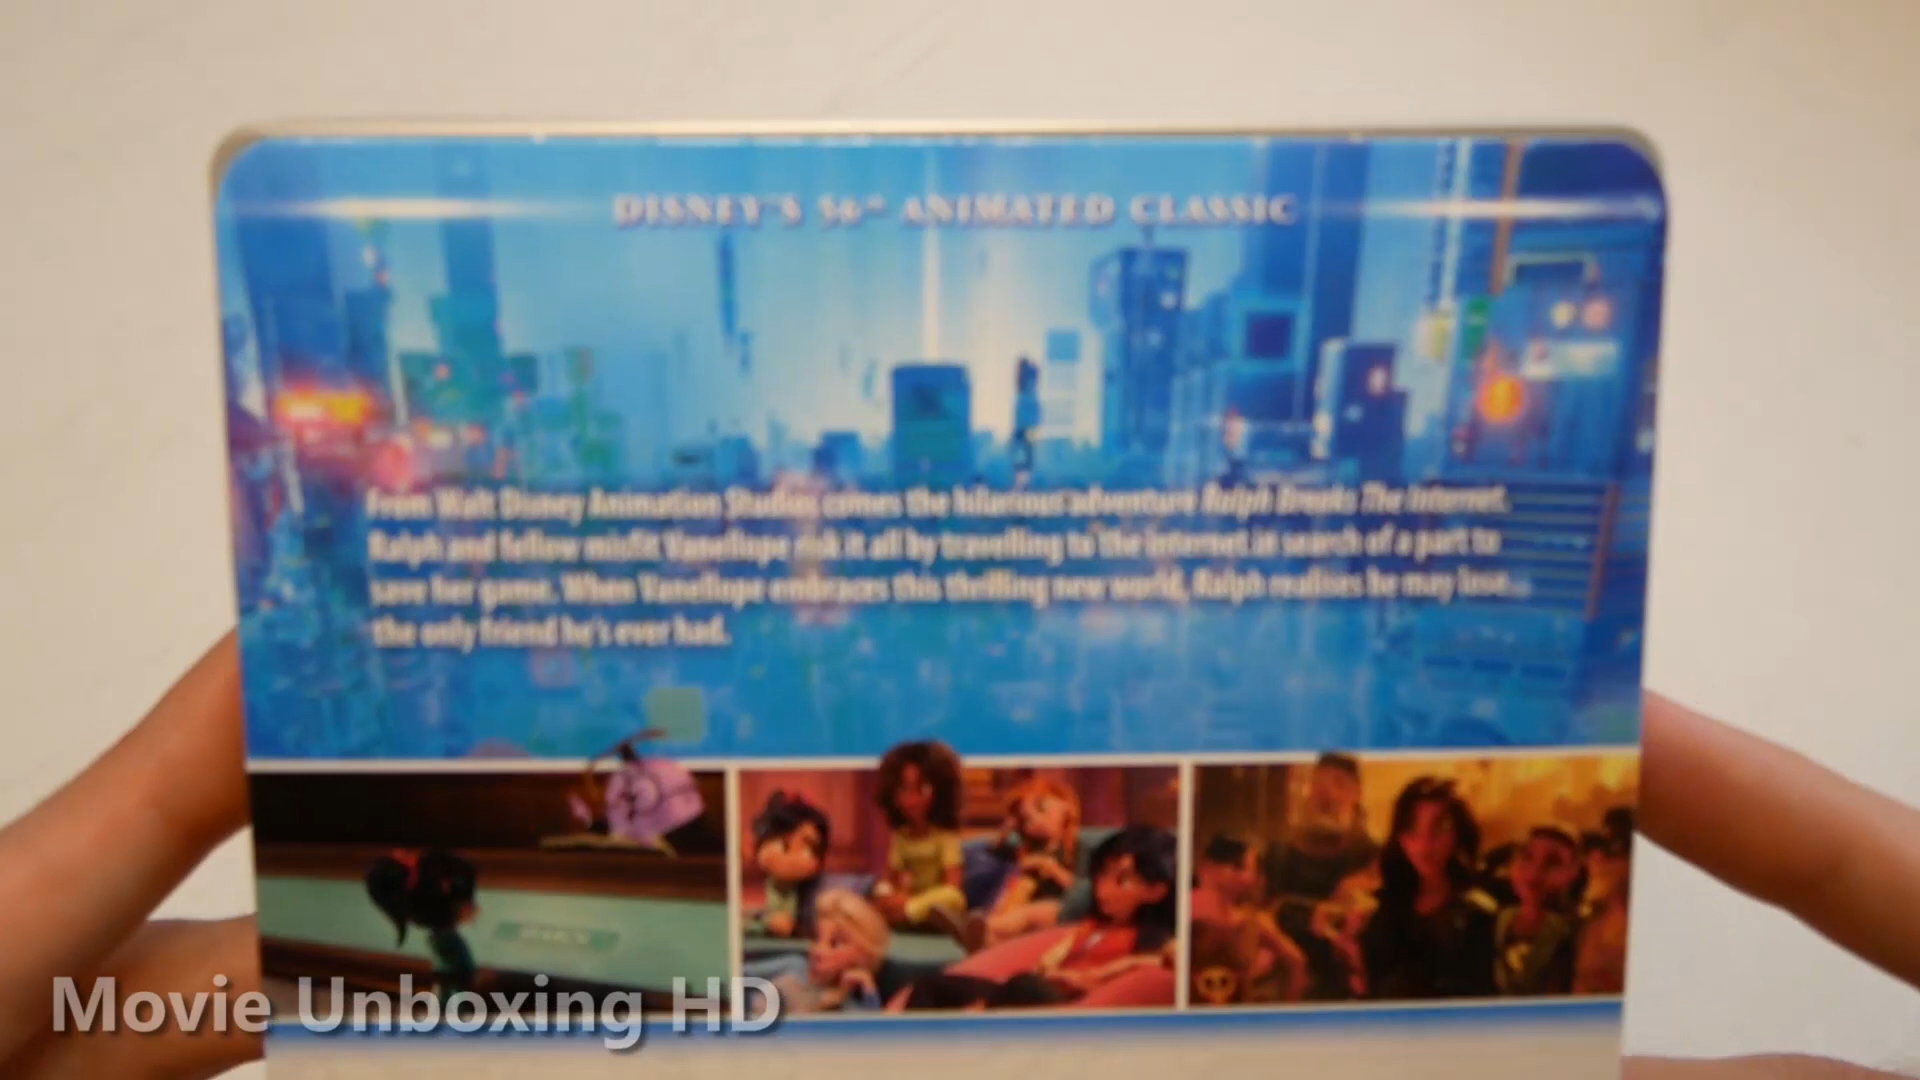 DISNEY'S 56TH ANIMATED CLASSIC
From Walt Disney Animation Studios comes the hilarious adventure Ralph Breaks The Internet.
Ralph and fellow misfit Vanellope risk it all by travelling to the internet in search of a part to
save her game. When Vanellope embraces this thrilling new world, Ralph realises he may lose...
the only friend he's ever had.
SEARCH
Movie Unboxing HD